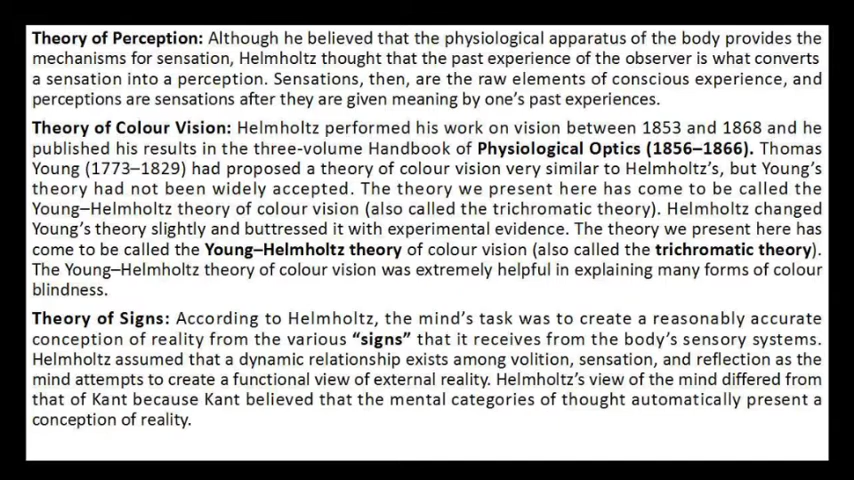 Theory of Perception: Although he believed that the physiological apparatus of the body provides the
mechanisms for sensation, Helmholtz thought that the past experience of the observer is what converts
a sensation into a perception. Sensations, then, are the raw elements of conscious experience, and
perceptions are sensations after they are given meaning by one's past experiences.
Theory of Colour Vision: Helmholtz performed his work on vision between 1853 and 1868 and he
published his results in the three-volume Handbook of Physiological Optics (1856–1866). Thomas
Young (1773–1829) had proposed a theory of colour vision very similar to Helmholtz's, but Young's
theory had not been widely accepted. The theory we present here has come to be called the
Young–Helmholtz theory of colour vision (also called the trichromatic theory). Helmholtz changed
Young's theory slightly and buttressed it with experimental evidence. The theory we present here has
come to be called the Young–Helmholtz theory of colour vision (also called the trichromatic theory).
The Young–Helmholtz theory of colour vision was extremely helpful in explaining many forms of colour
blindness.
Theory of Signs: According to Helmholtz, the mind's task was to create a reasonably accurate
conception of reality from the various “signs” that it receives from the body's sensory systems.
Helmholtz assumed that a dynamic relationship exists among volition, sensation, and reflection as the
mind attempts to create a functional view of external reality. Helmholtz's view of the mind differed from
that of Kant because Kant believed that the mental categories of thought automatically present a
conception of reality.